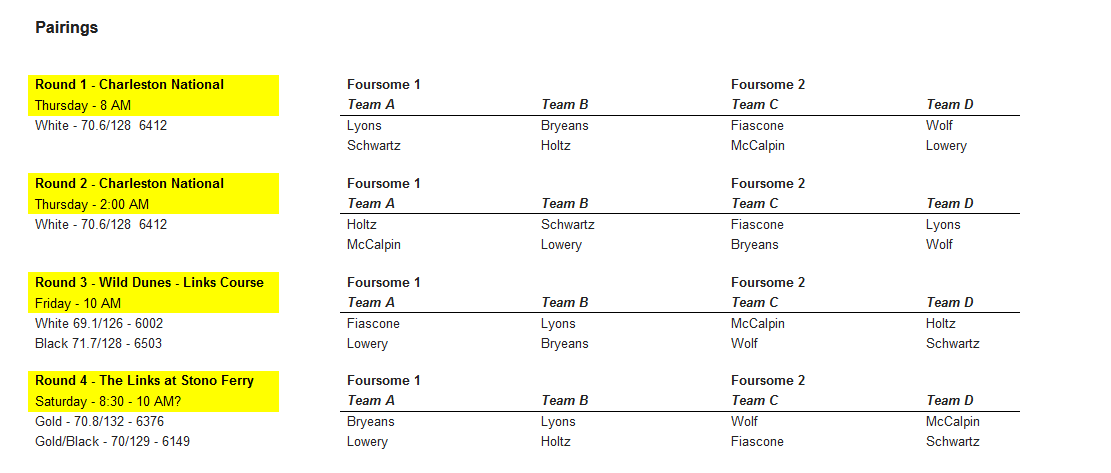 Pairings
Round 1 - Charleston National Foursome 1 Foursome 2
Thursday - 8 AM Team A Team B Team C Team D
White - 70.6/128  6412 Lyons Bryeans Fiascone Wolf
Schwartz Holtz McCalpin Lowery
Round 2 - Charleston National Foursome 1 Foursome 2
Thursday - 2:00 AM Team A Team B Team C Team D
White - 70.6/128  6412 Holtz Schwartz Fiascone Lyons
McCalpin Lowery Bryeans Wolf
Round 3 - Wild Dunes - Links Course Foursome 1 Foursome 2
Friday - 10 AM Team A Team B Team C Team D
White 69.1/126 - 6002 Fiascone Lyons McCalpin Holtz
Black 71.7/128 - 6503 Lowery Bryeans Wolf Schwartz
Round 4 - The Links at Stono Ferry Foursome 1 Foursome 2
Saturday - 8:30 - 10 AM? Team A Team B Team C Team D
Gold - 70.8/132 - 6376 Bryeans Lyons Wolf McCalpin
Gold/Black - 70/129 - 6149 Lowery Holtz Fiascone Schwartz